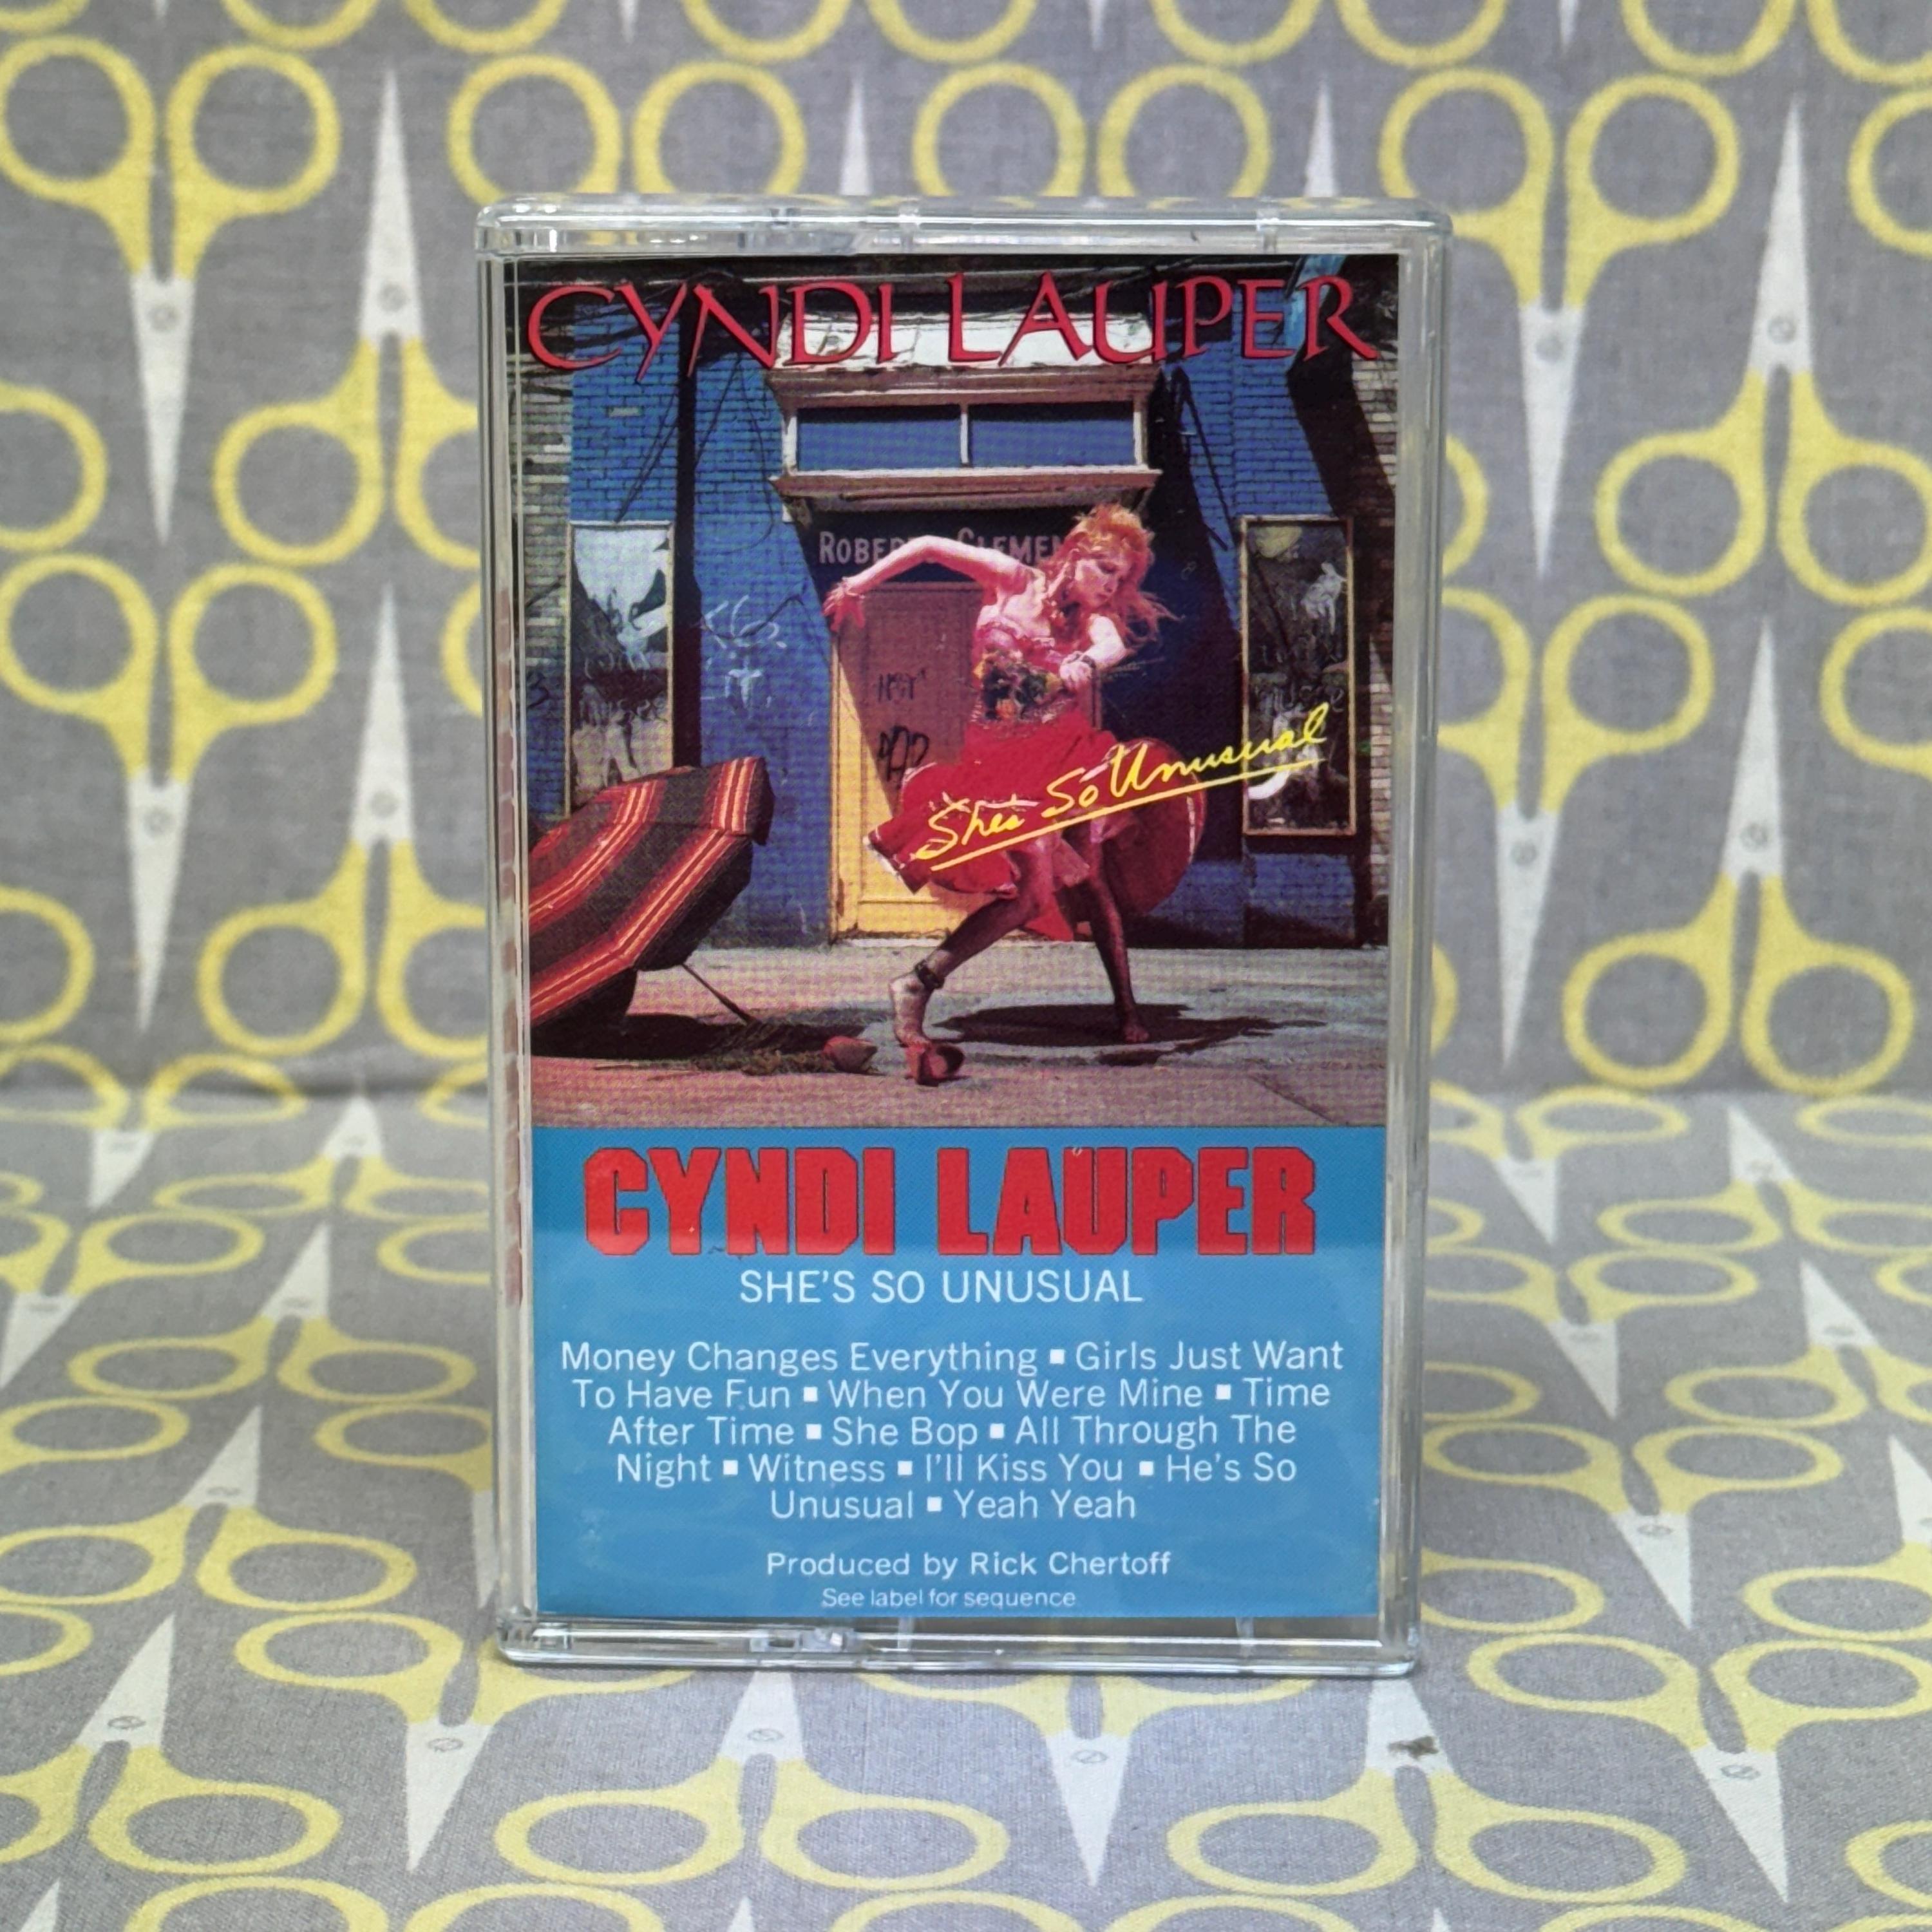 CYNDI LAUPER
She's So Unusual
CYNDI LAUPER
SHE'S SO UNUSUAL
Money Changes Everything ▪ Girls Just Want
To Have Fun ▪ When You Were Mine ▪ Time
After Time ▪ She Bop ▪ All Through The
Night ▪ Witness ▪ I'll Kiss You ▪ He's So
Unusual ▪ Yeah Yeah
Produced by Rick Chertoff
See label for sequence